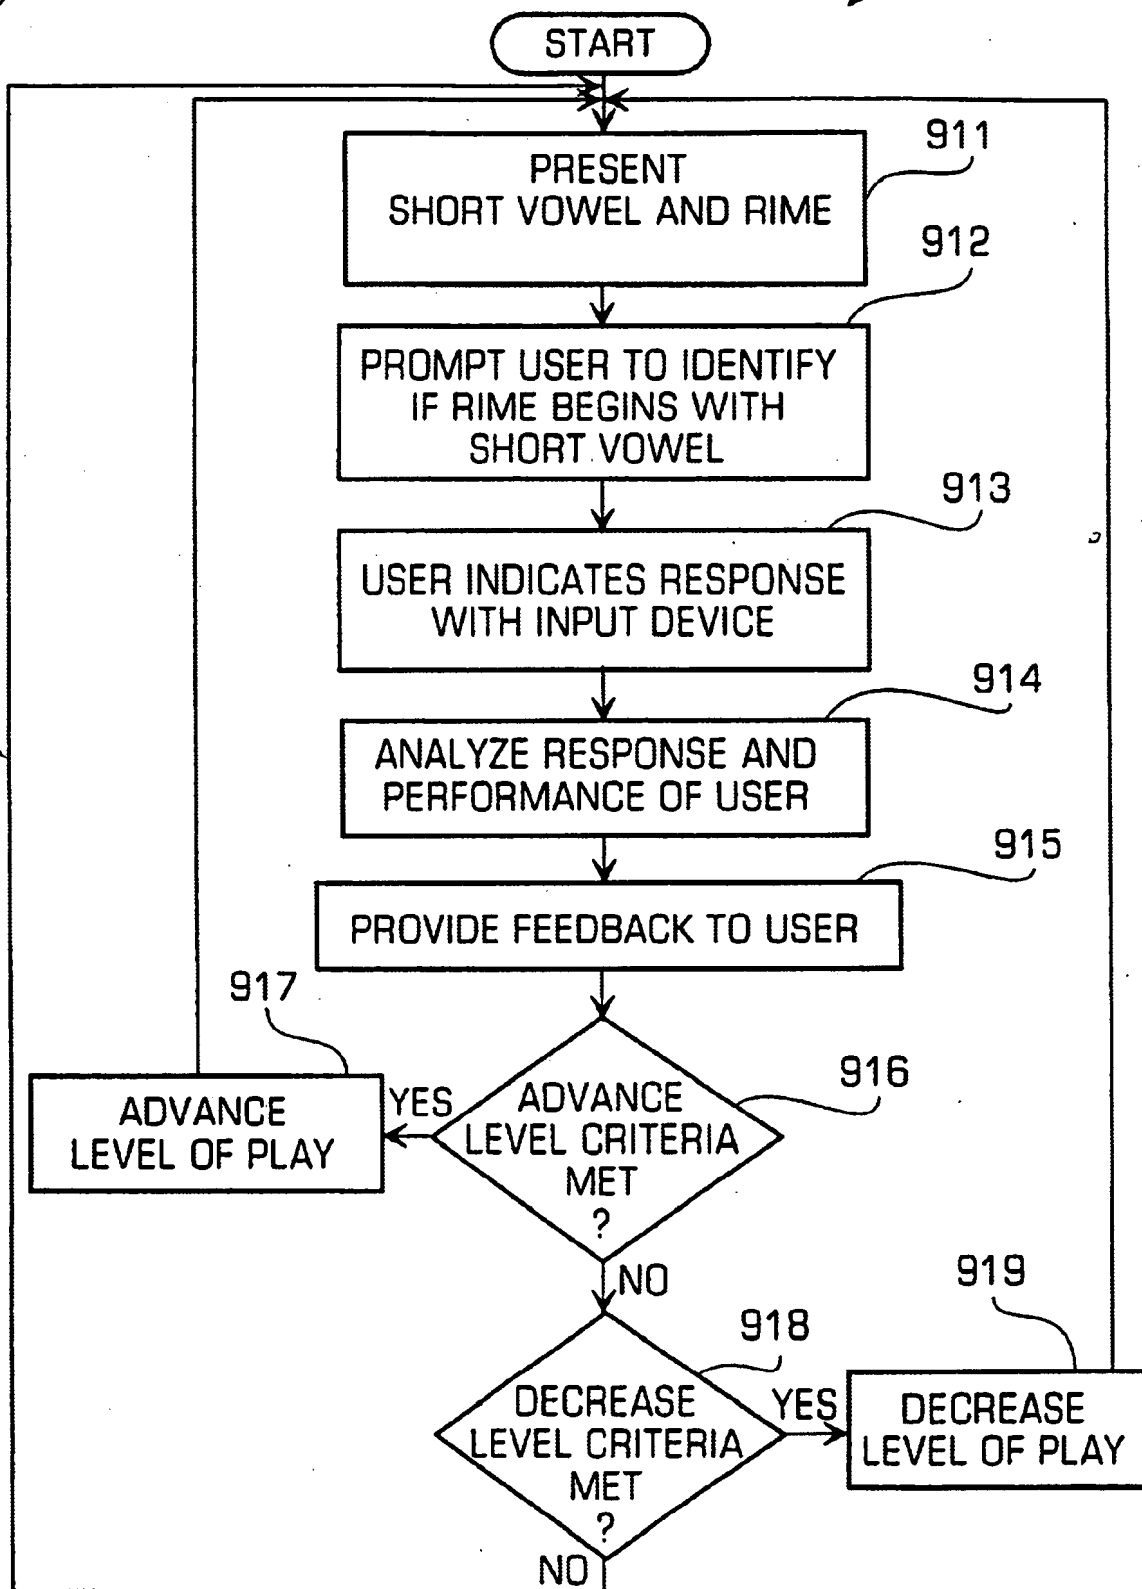 START
911
PRESENT
SHORT VOWEL AND RIME
912
PROMPT USER TO IDENTIFY
IF RIME BEGINS WITH
SHORT VOWEL
913
USER INDICATES RESPONSE
WITH INPUT DEVICE
914
ANALYZE RESPONSE AND
PERFORMANCE OF USER
915
PROVIDE FEEDBACK TO USER
917
916
ADVANCE
LEVEL OF PLAY
YES
ADVANCE
LEVEL CRITERIA
MET
?
NO
919
918
DECREASE
LEVEL CRITERIA
MET
?
YES
DECREASE
LEVEL OF PLAY
NO